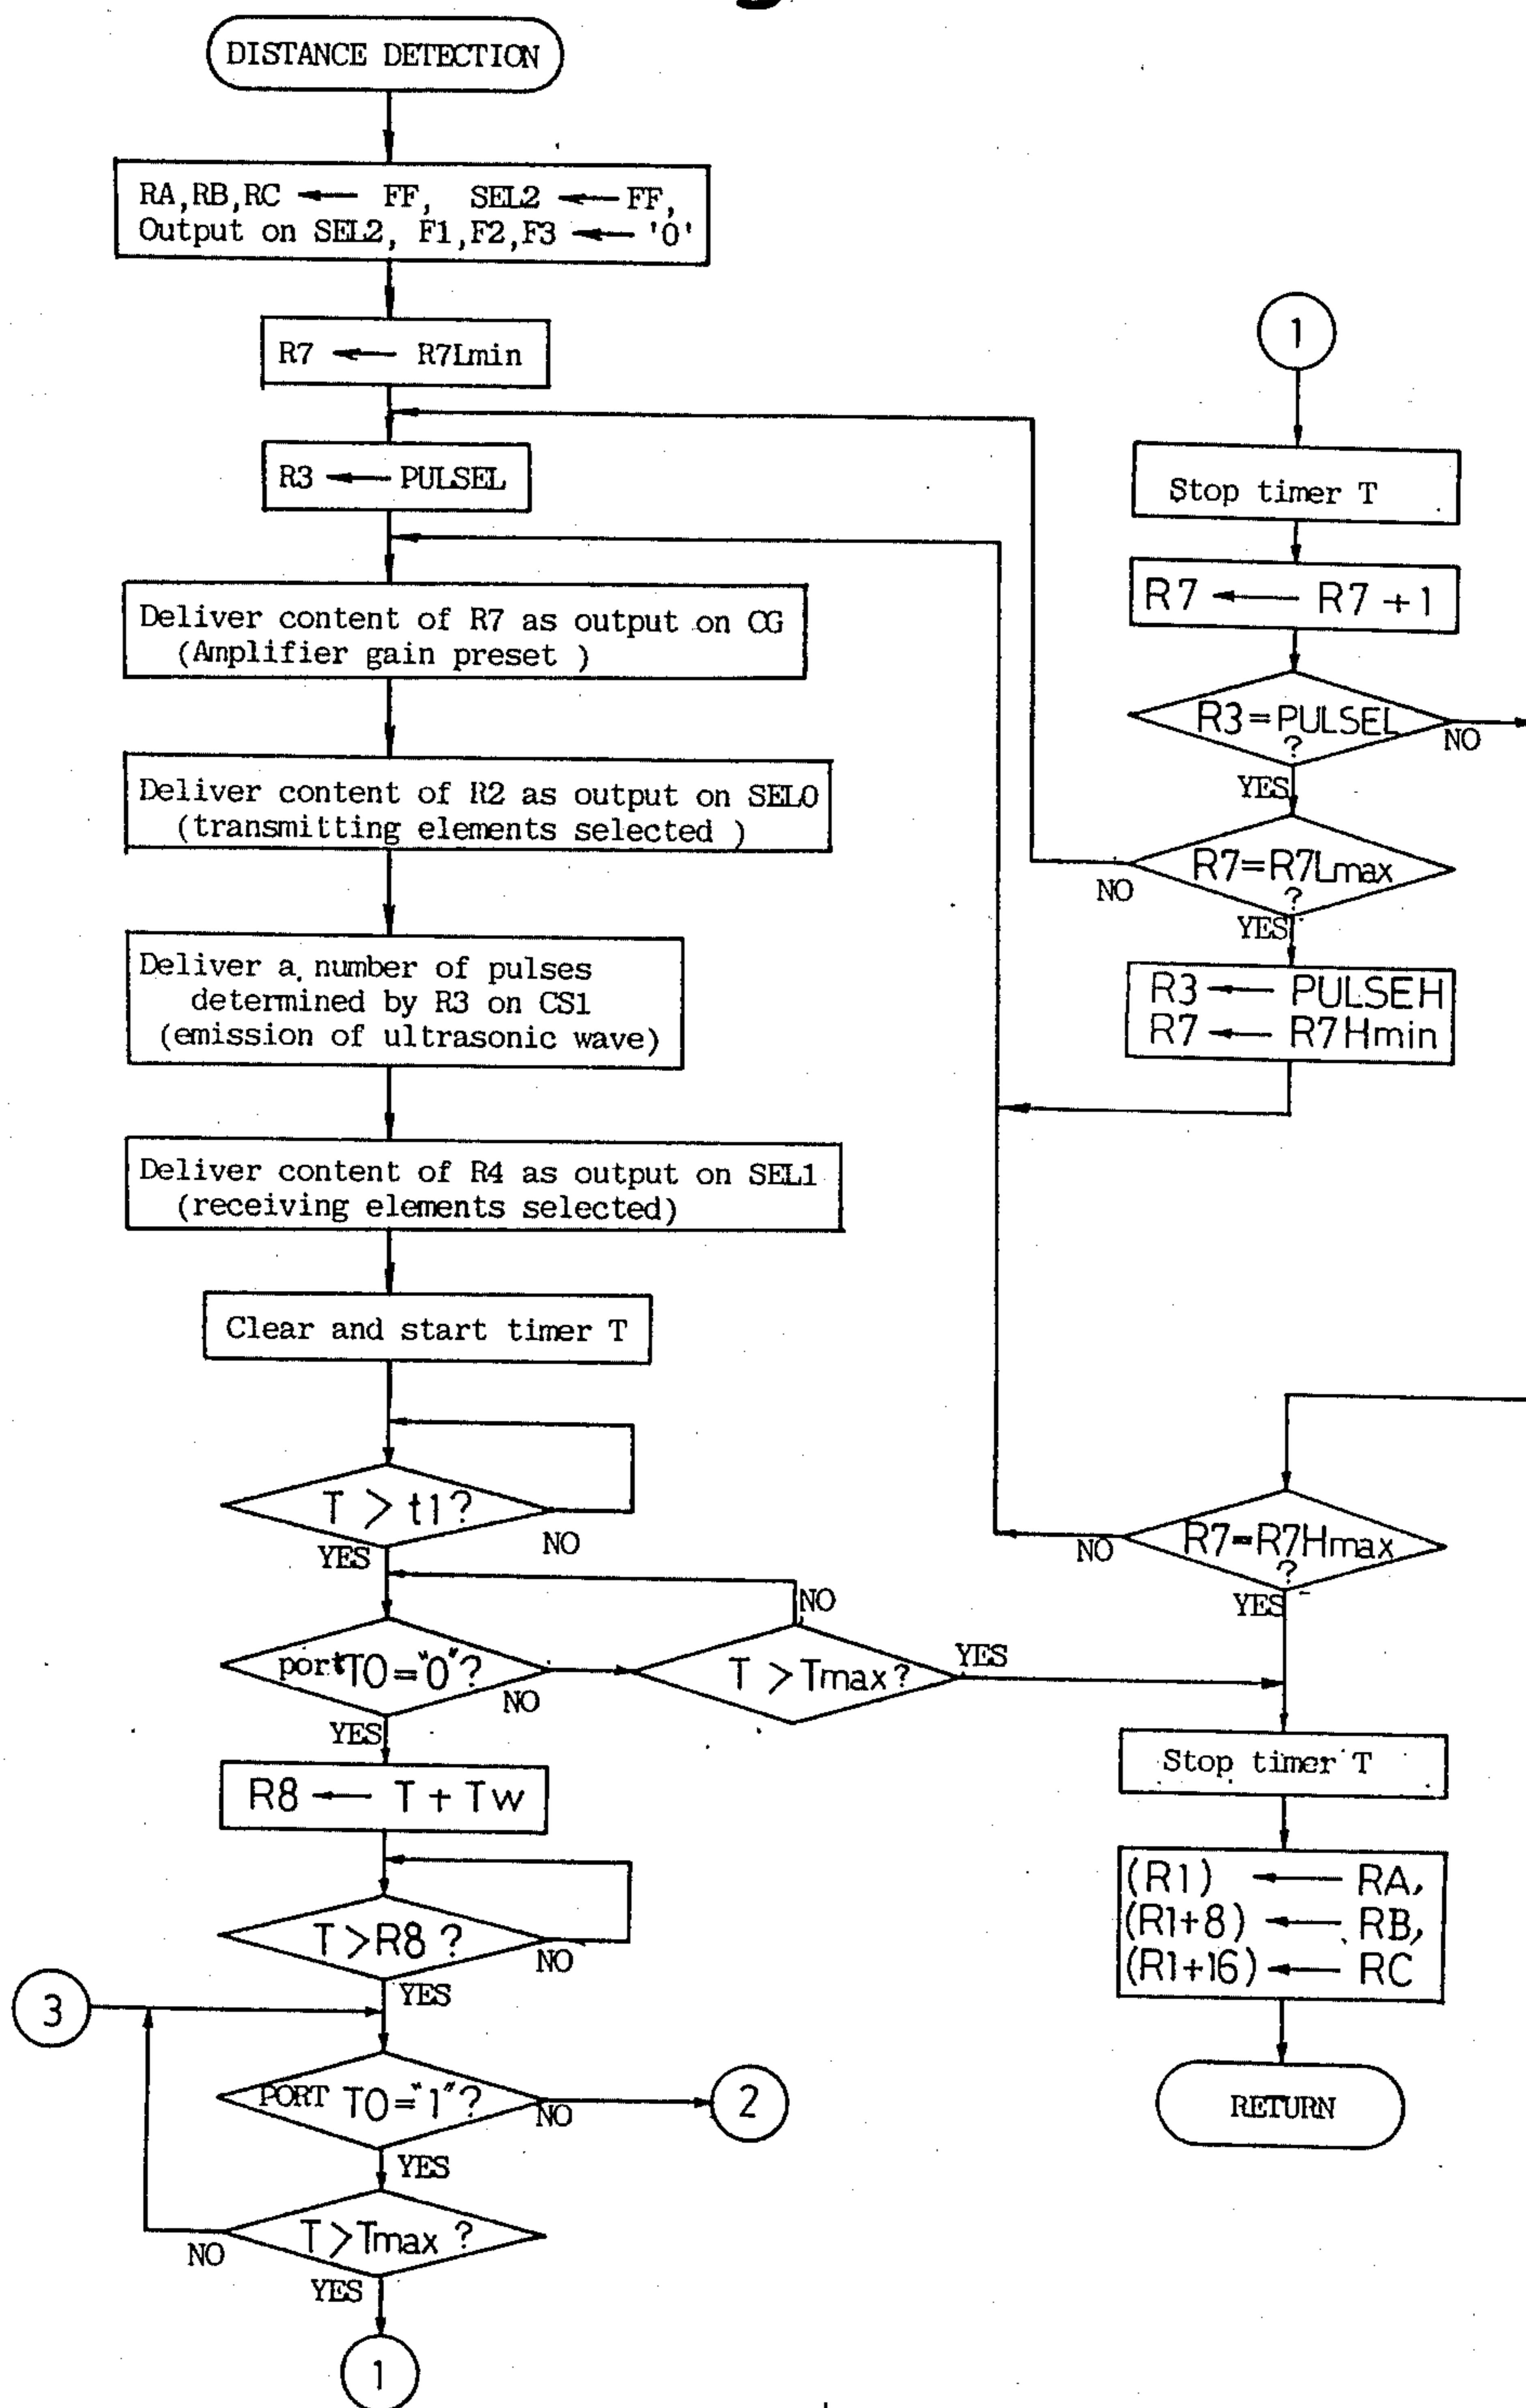 DISTANCE DETECTION
RA,RB,RC ← FF, SEL2 ← FF,
Output on SEL2, F1,F2,F3 ← '0'
R7 ← R7Lmin
R3 ← PULSEL
Deliver content of R7 as output on CG
(Amplifier gain preset )
Deliver content of R2 as output on SEL0
(transmitting elements selected )
Deliver a number of pulses
determined by R3 on CS1
(emission of ultrasonic wave)
Deliver content of R4 as output on SEL1
(receiving elements selected)
Clear and start timer T
T > t1?
NO
YES
port T0="0"?
NO
YES
T > Tmax?
NO
YES
R8 ← T + Tw
T>R8 ?
NO
YES
3
PORT T0="1"?
NO
2
YES
T>Tmax ?
NO
YES
1
1
Stop timer T
R7 ← R7 +1
R3=PULSEL
?
NO
YES
R7=R7Lmax
?
NO
YES
R3 ← PULSEH
R7 ← R7Hmin
R7=R7Hmax
?
NO
YES
Stop timer T
(R1) ← RA,
(R1+8) ← RB,
(R1+16) ← RC
RETURN